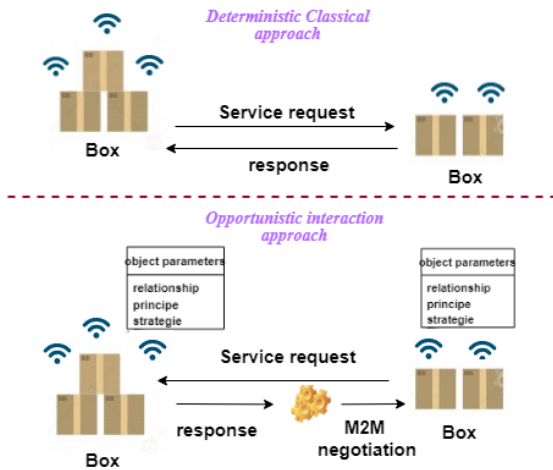 Deterministic Classical
approach
Service request
response
Box
Box
Opportunistic interaction
approach
object parameters
relationship
principe
strategie
object parameters
relationship
principe
strategie
Service request
response
M2M
negotiation
Box
Box